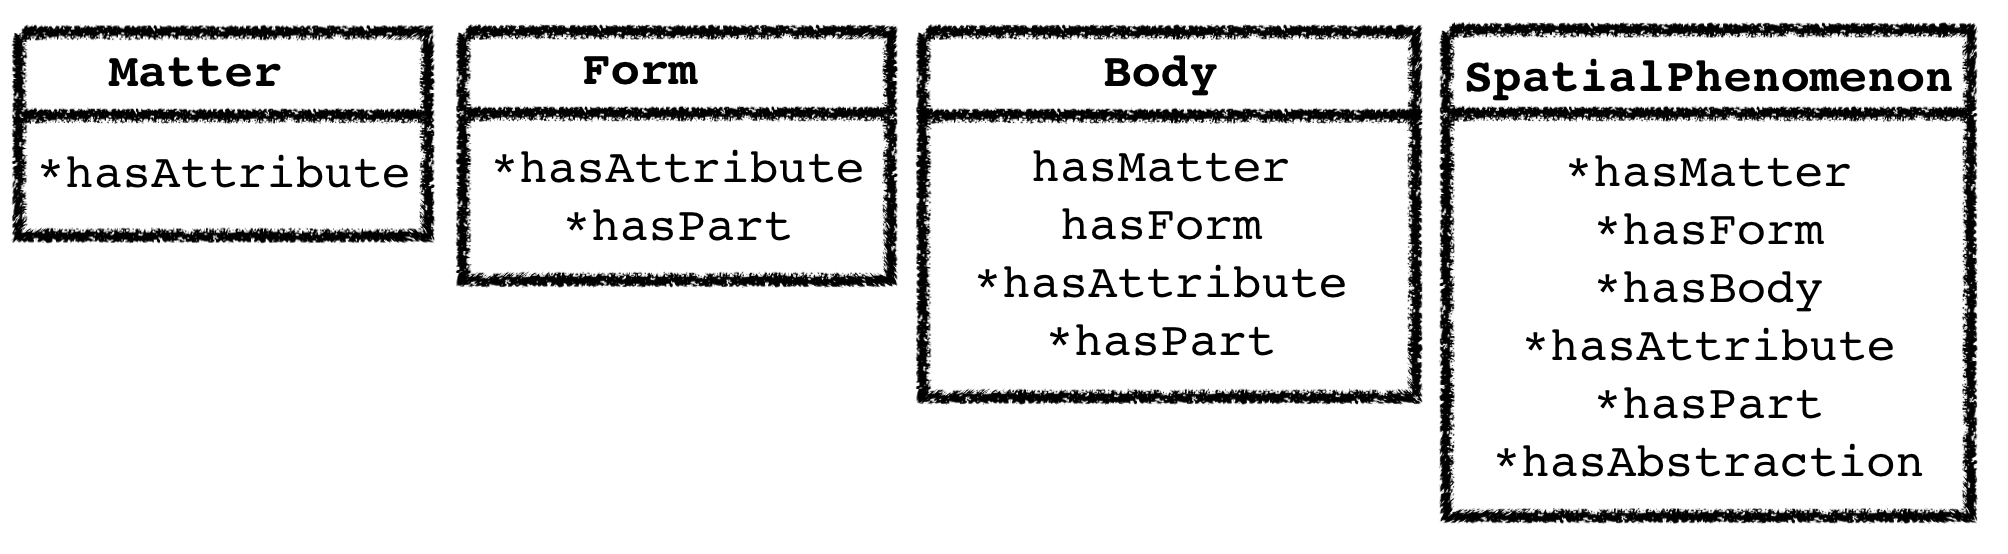 Matter
*hasAttribute
Form
*hasAttribute
*hasPart
Body
hasMatter
hasForm
*hasAttribute
*hasPart
SpatialPhenomenon
*hasMatter
*hasForm
*hasBody
*hasAttribute
*hasPart
*hasAbstraction